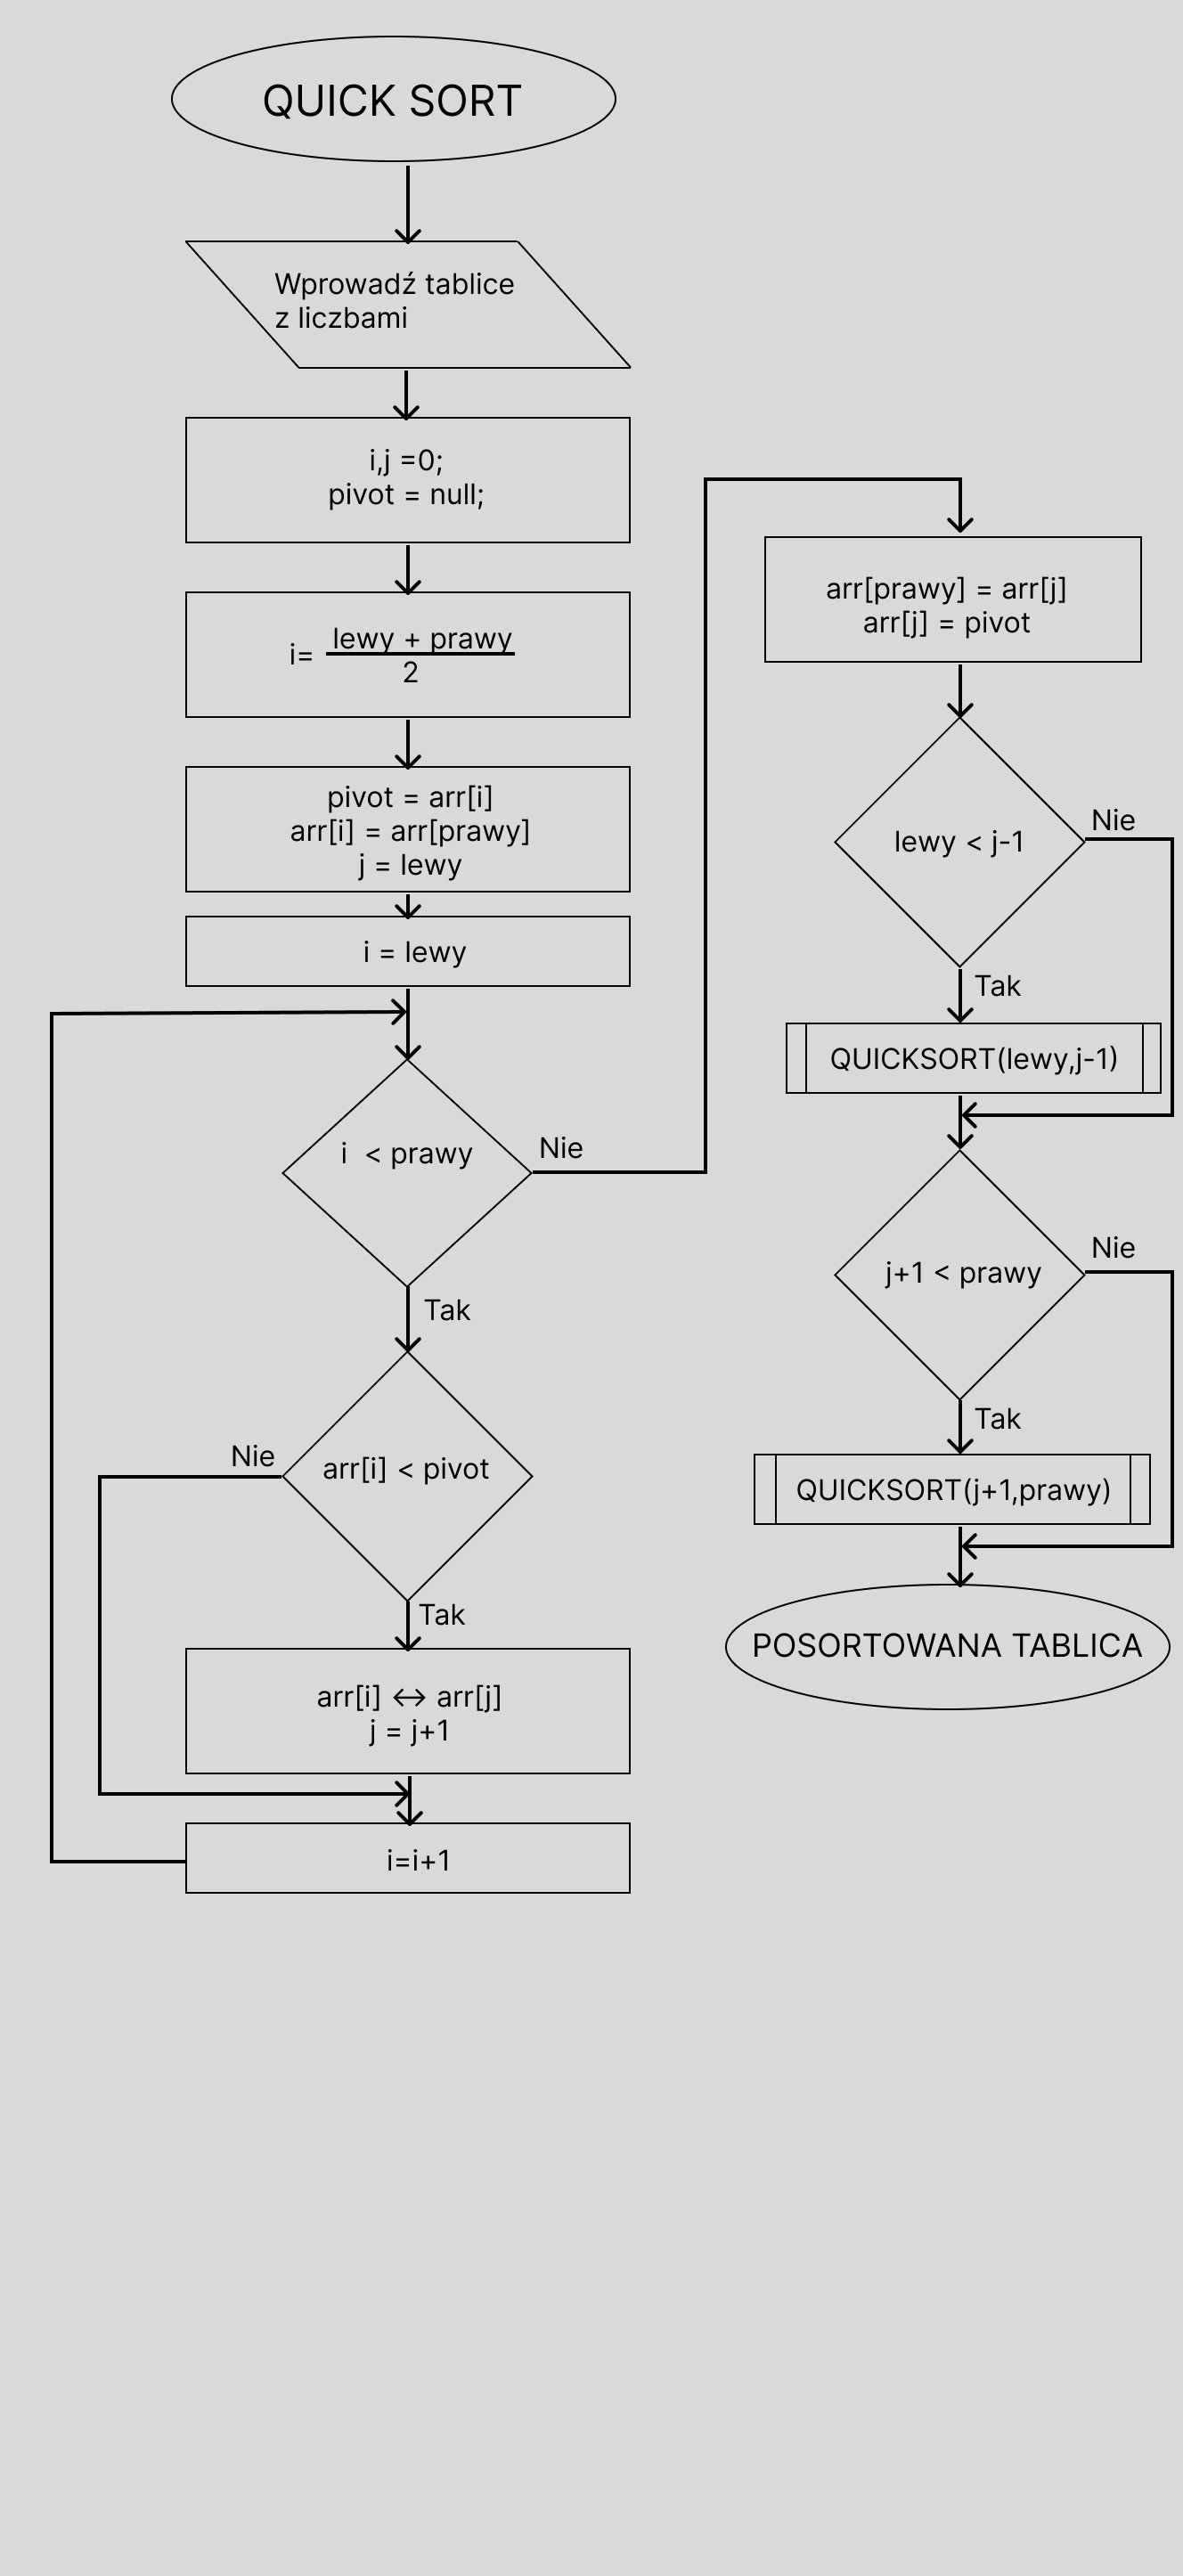 QUICK SORT
Wprowadź tablice
z liczbami
i,j =0;
pivot = null;
i= lewy + prawy
2
pivot = arr[i]
arr[i] = arr[prawy]
j = lewy
i = lewy
i < prawy
Nie
Tak
arr[i] < pivot
Nie
Tak
arr[i] ↔ arr[j]
j = j+1
i=i+1
arr[prawy] = arr[j]
arr[j] = pivot
lewy < j-1
Nie
Tak
QUICKSORT(lewy,j-1)
j+1 < prawy
Nie
Tak
QUICKSORT(j+1,prawy)
POSORTOWANA TABLICA